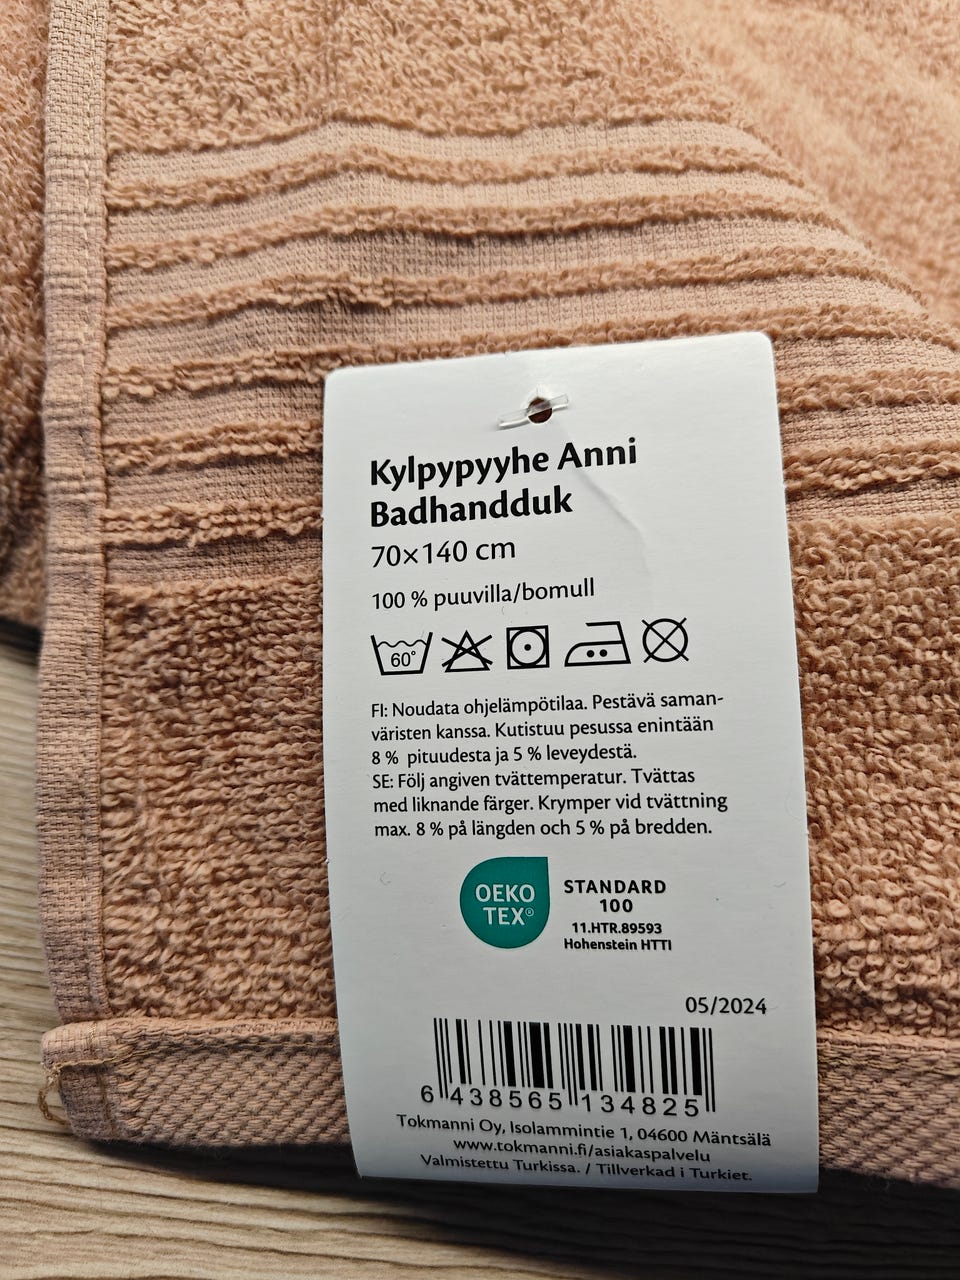 Kylpypyyhe Anni
Badhandduk
70×140 cm
100 % puuvilla/bomull
60°
FI: Noudata ohjelämpötilaa. Pestävä saman-
väristen kanssa. Kutistuu pesussa enintään
8 % pituudesta ja 5 % leveydestä.
SE: Följ angiven tvättemperatur. Tvättas
med liknande färger. Krymper vid tvättning
max. 8 % på längden och 5 % på bredden.
OEKO
TEX®
STANDARD
100
11.HTR.89593
Hohenstein HTTI
05/2024
6 438565 134825
Tokmanni Oy, Isolammintie 1, 04600 Mäntsälä
www.tokmanni.fi/asiakaspalvelu
Valmistettu Turkissa. / Tillverkad i Turkiet.